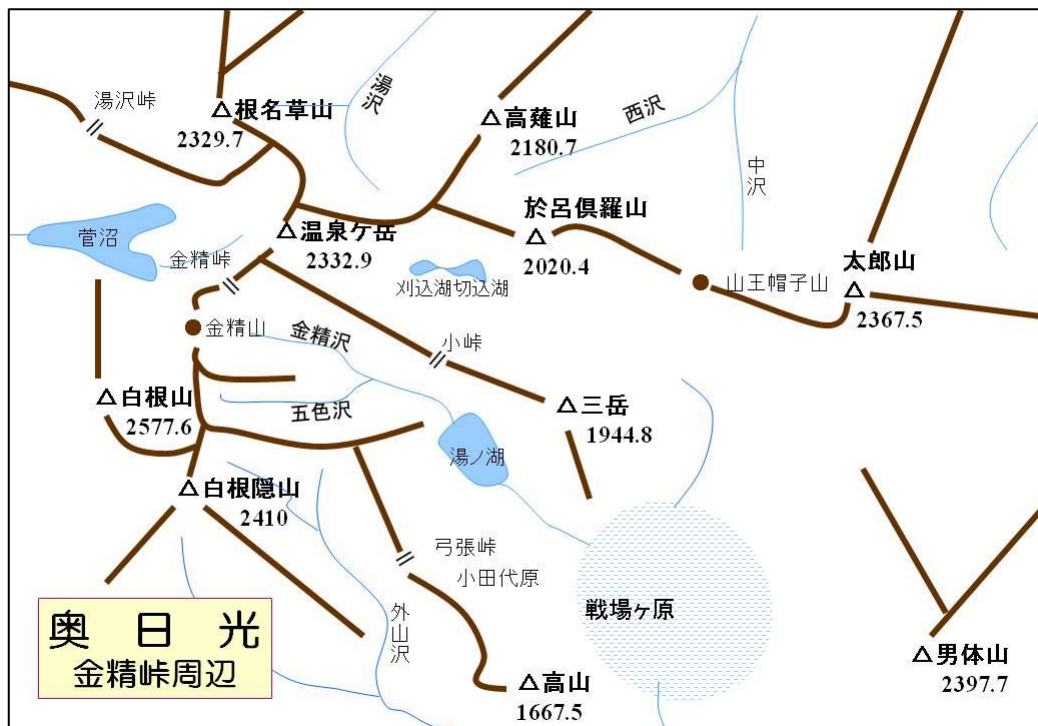 湯沢峠
△根名草山
2329.7
湯沢
△高薙山
2180.7
西沢
中沢
菅沼
金精峠
△温泉ケ岳
2332.9
刈込湖切込湖
於呂倶羅山
△
2020.4
山王帽子山
太郎山
△
2367.5
金精山
金精沢
小峠
△白根山
2577.6
五色沢
△三岳
1944.8
湯ノ湖
△白根隠山
2410
弓張峠
小田代原
外山沢
戦場ヶ原
△高山
1667.5
△男体山
2397.7
奥日光
金精峠周辺